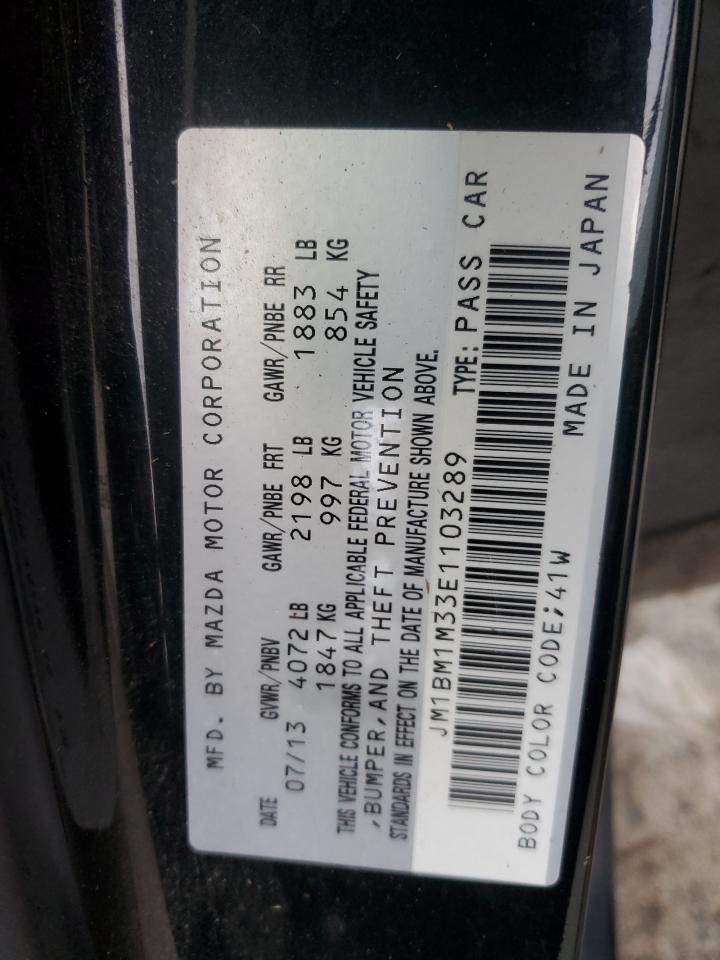 MFD. BY MAZDA MOTOR CORPORATION
DATE GVWR/PNBV GAWR/PNBE FRT GAWR/PNBE RR
07/13 4072 LB 2198 LB 1883 LB
1847 KG 997 KG 854 KG
THIS VEHICLE CONFORMS TO ALL APPLICABLE FEDERAL MOTOR VEHICLE SAFETY
,BUMPER,AND THEFT PREVENTION
STANDARDS IN EFFECT ON THE DATE OF MANUFACTURE SHOWN ABOVE.
JM1BM1M33E1103289 TYPE: PASS CAR
BODY COLOR CODE;41W MADE IN JAPAN